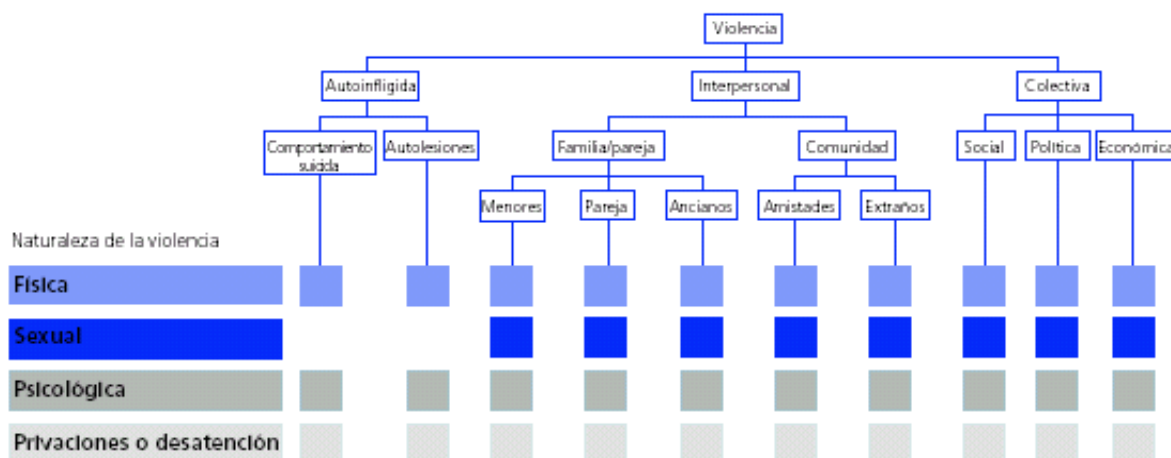 Violencia
Autoinfligida
Interpersonal
Colectiva
Comportamiento
suicida
Autolesiones
Familia/pareja
Comunidad
Social
Política
Económica
Menores
Pareja
Ancianos
Amistades
Extraños
Naturaleza de la violencia
Física
Sexual
Psicológica
Privaciones o desatención